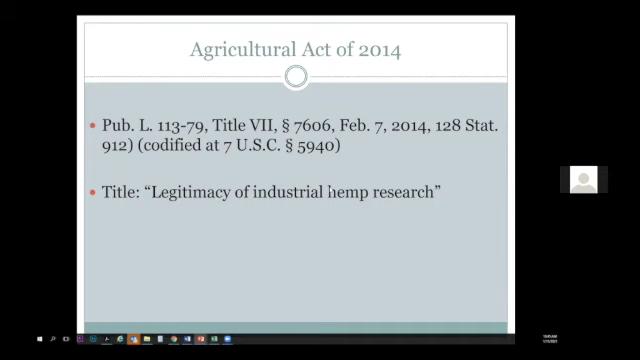 Agricultural Act of 2014
• Pub. L. 113-79, Title VII, § 7606, Feb. 7, 2014, 128 Stat.
912) (codified at 7 U.S.C. § 5940)
• Title: “Legitimacy of industrial hemp research”